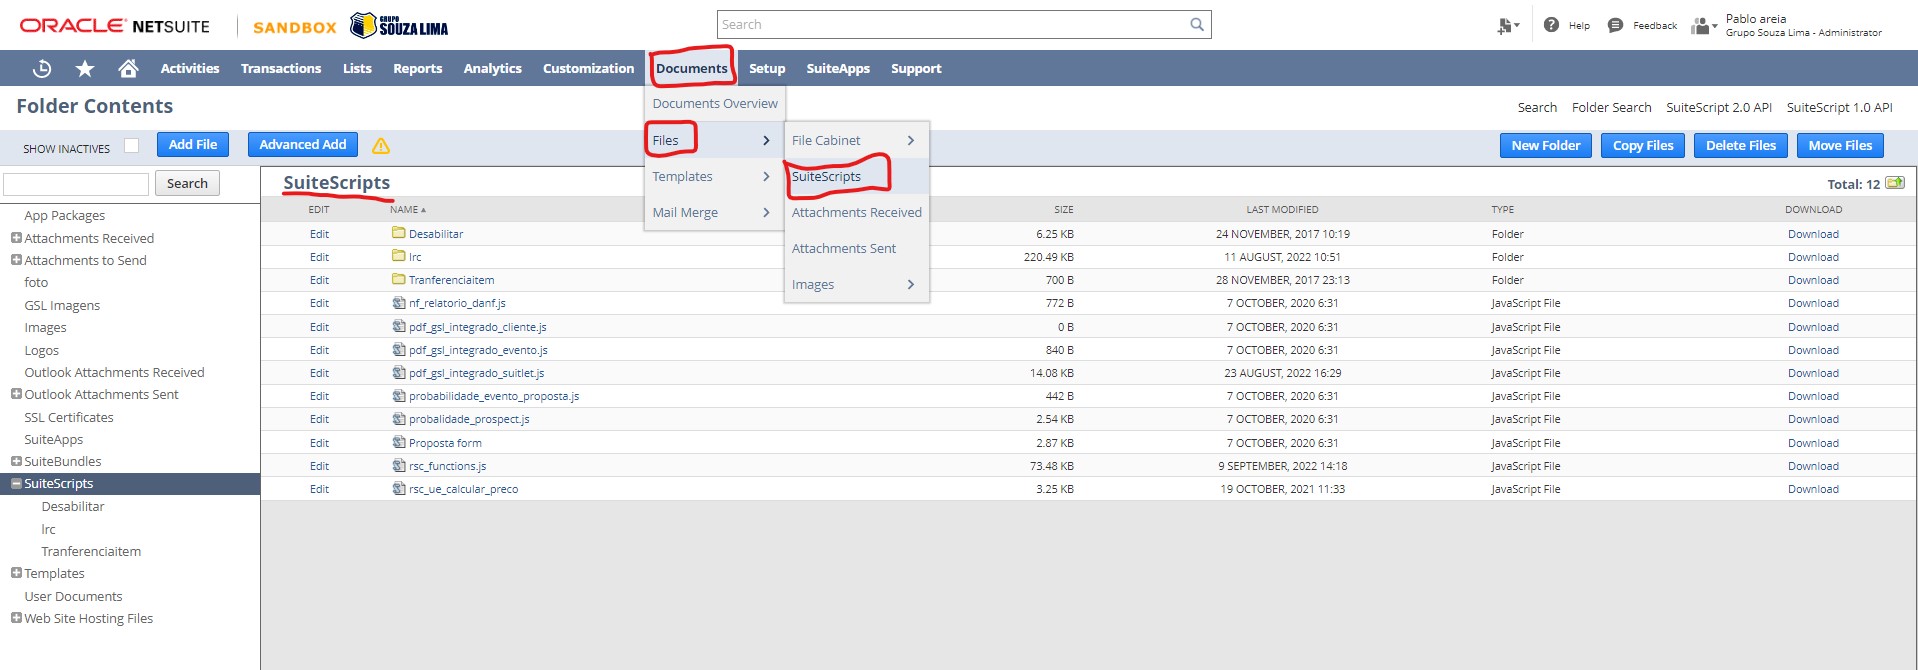 ORACLE NETSUITE SANDBOX GRUPO SOUZA LIMA Search Help Feedback Pablo areia
Grupo Souza Lima - Administrator
Activities Transactions Lists Reports Analytics Customization Documents Setup SuiteApps Support
Folder Contents
Search Folder Search SuiteScript 2.0 API SuiteScript 1.0 API
Documents Overview
Files
Templates
Mail Merge
File Cabinet
SuiteScripts
Attachments Received
Attachments Sent
Images
SHOW INACTIVES Add File Advanced Add New Folder Copy Files Delete Files Move Files
Search
App Packages
Attachments Received
Attachments to Send
foto
GSL Imagens
Images
Logos
Outlook Attachments Received
Outlook Attachments Sent
SSL Certificates
SuiteApps
SuiteBundles
SuiteScripts
Desabilitar
lrc
Tranferenciaitem
Templates
User Documents
Web Site Hosting Files
SuiteScripts Total: 12
EDIT NAME SIZE LAST MODIFIED TYPE DOWNLOAD
Edit Desabilitar 6.25 KB 24 NOVEMBER, 2017 10:19 Folder Download
Edit lrc 220.49 KB 11 AUGUST, 2022 10:51 Folder Download
Edit Tranferenciaitem 700 B 28 NOVEMBER, 2017 23:13 Folder Download
Edit nf_relatorio_danf.js 772 B 7 OCTOBER, 2020 6:31 JavaScript File Download
Edit pdf_gsl_integrado_cliente.js 0 B 7 OCTOBER, 2020 6:31 JavaScript File Download
Edit pdf_gsl_integrado_evento.js 840 B 7 OCTOBER, 2020 6:31 JavaScript File Download
Edit pdf_gsl_integrado_suitlet.js 14.08 KB 23 AUGUST, 2022 16:29 JavaScript File Download
Edit probabilidade_evento_proposta.js 442 B 7 OCTOBER, 2020 6:31 JavaScript File Download
Edit probalidade_prospect.js 2.54 KB 7 OCTOBER, 2020 6:31 JavaScript File Download
Edit Proposta form 2.87 KB 7 OCTOBER, 2020 6:31 JavaScript File Download
Edit rsc_functions.js 73.48 KB 9 SEPTEMBER, 2022 14:18 JavaScript File Download
Edit rsc_ue_calcular_preco 3.25 KB 19 OCTOBER, 2021 11:33 JavaScript File Download